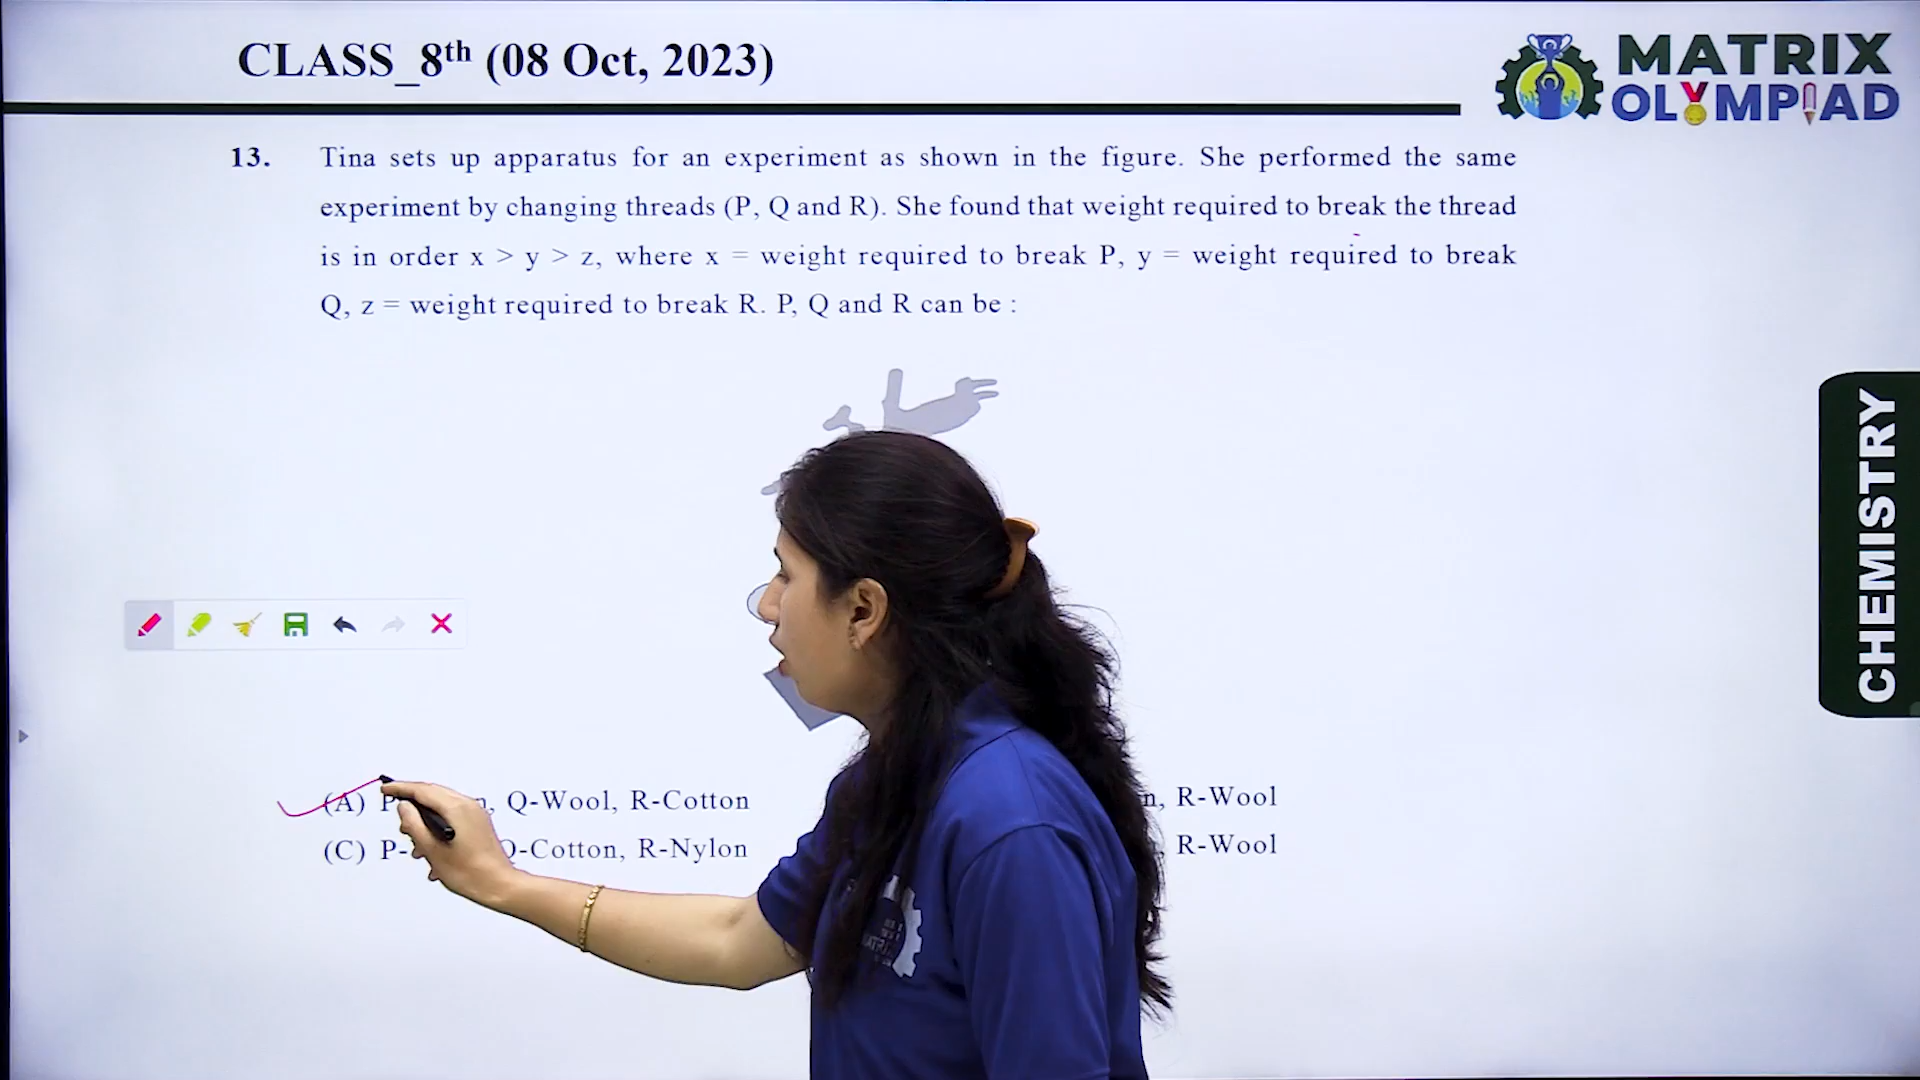 CLASS_8th (08 Oct, 2023)
MATRIX
OLYMPIAD
13. Tina sets up apparatus for an experiment as shown in the figure. She performed the same
experiment by changing threads (P, Q and R). She found that weight required to break the thread
is in order x > y > z, where x = weight required to break P, y = weight required to break
Q, z = weight required to break R. P, Q and R can be :
CHEMISTRY
(A) P Q-Wool, R-Cotton
R-Wool
(C) P- Q-Cotton, R-Nylon
R-Wool